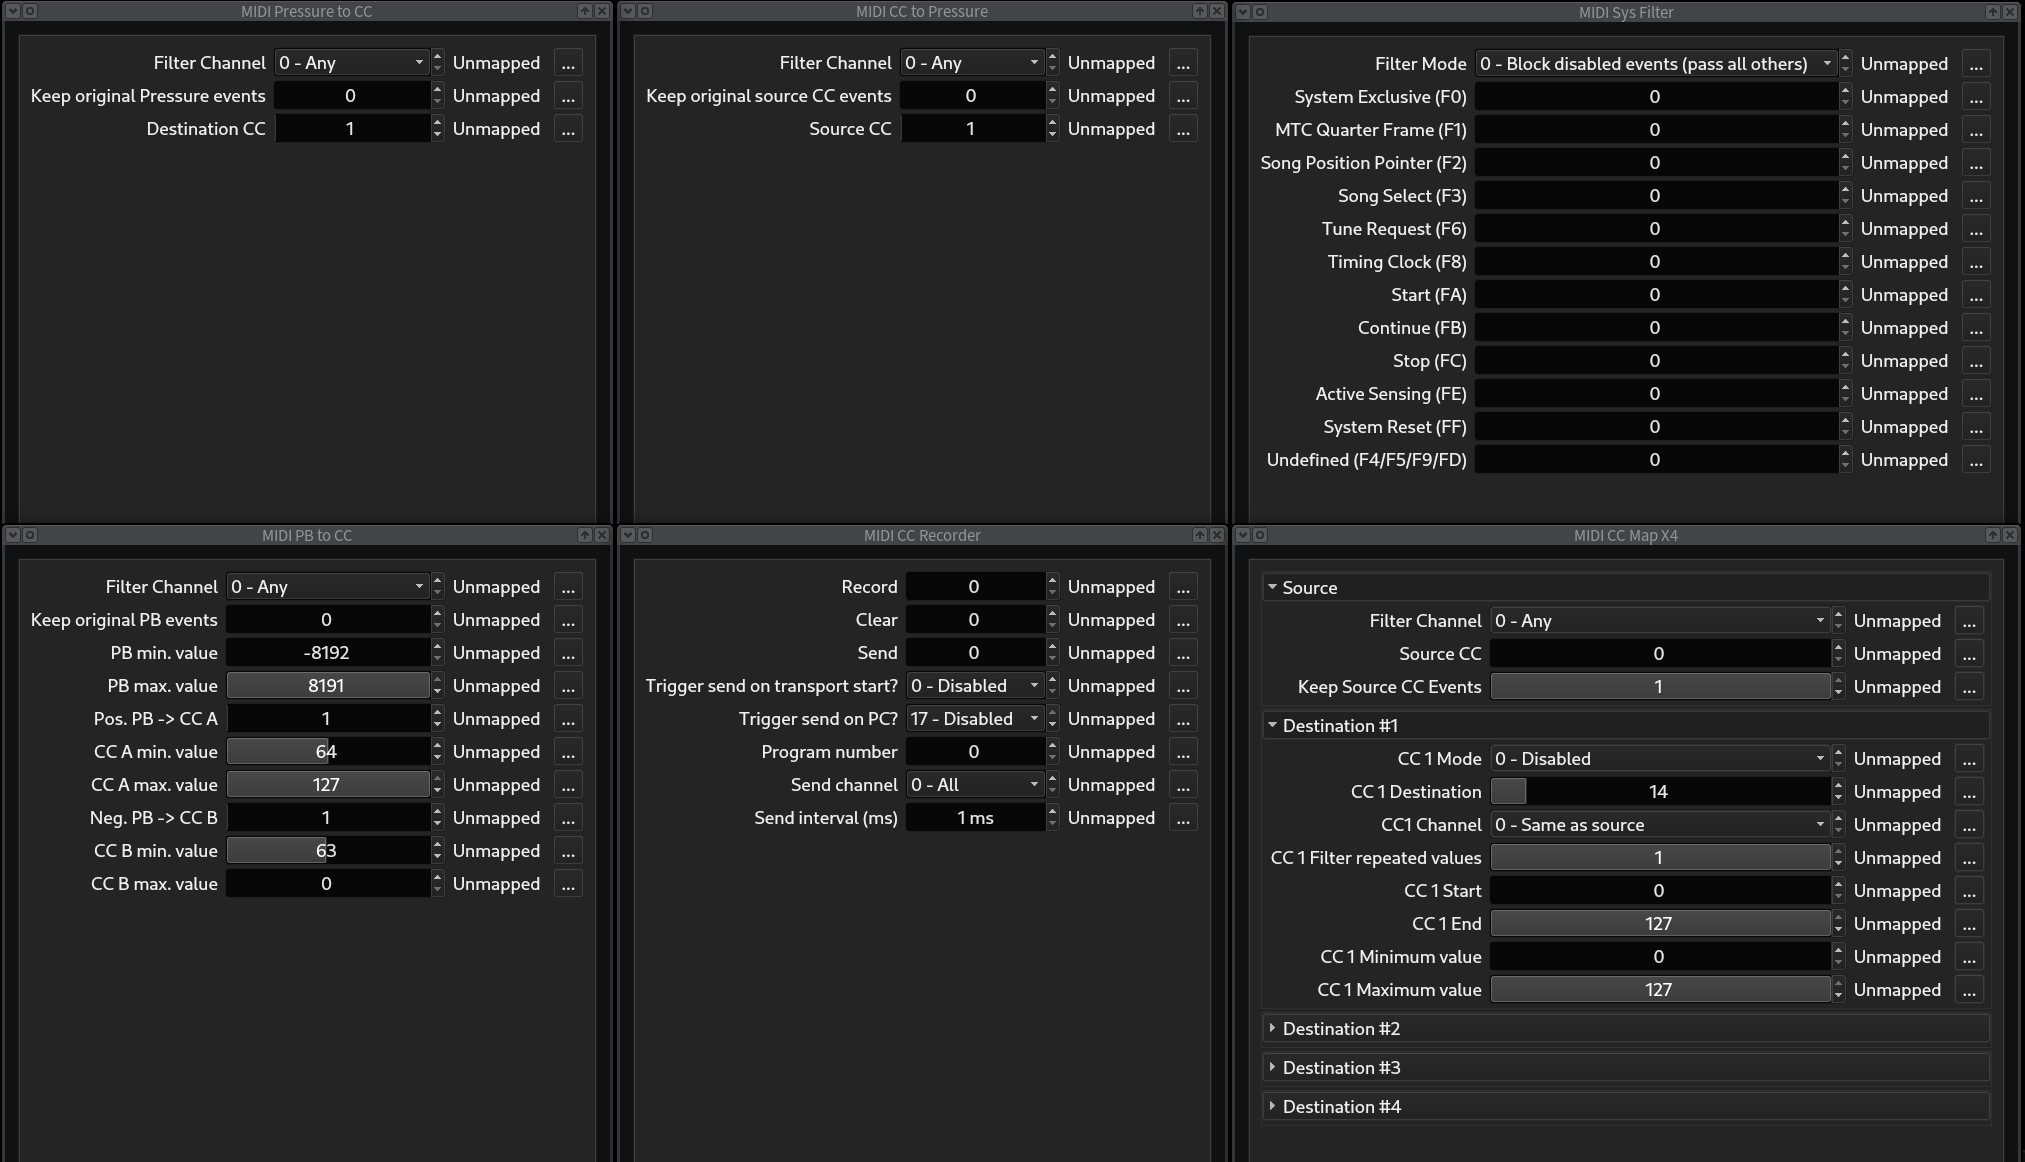 MIDI Pressure to CC
Filter Channel 0 - Any Unmapped ...
Keep original Pressure events 0 Unmapped ...
Destination CC 1 Unmapped ...
MIDI CC to Pressure
Filter Channel 0 - Any Unmapped ...
Keep original source CC events 0 Unmapped ...
Source CC 1 Unmapped ...
MIDI Sys Filter
Filter Mode 0 - Block disabled events (pass all others) Unmapped ...
System Exclusive (F0) 0 Unmapped ...
MTC Quarter Frame (F1) 0 Unmapped ...
Song Position Pointer (F2) 0 Unmapped ...
Song Select (F3) 0 Unmapped ...
Tune Request (F6) 0 Unmapped ...
Timing Clock (F8) 0 Unmapped ...
Start (FA) 0 Unmapped ...
Continue (FB) 0 Unmapped ...
Stop (FC) 0 Unmapped ...
Active Sensing (FE) 0 Unmapped ...
System Reset (FF) 0 Unmapped ...
Undefined (F4/F5/F9/FD) 0 Unmapped ...
MIDI PB to CC
Filter Channel 0 - Any Unmapped ...
Keep original PB events 0 Unmapped ...
PB min. value -8192 Unmapped ...
PB max. value 8191 Unmapped ...
Pos. PB -> CC A 1 Unmapped ...
CC A min. value 64 Unmapped ...
CC A max. value 127 Unmapped ...
Neg. PB -> CC B 1 Unmapped ...
CC B min. value 63 Unmapped ...
CC B max. value 0 Unmapped ...
MIDI CC Recorder
Record 0 Unmapped ...
Clear 0 Unmapped ...
Send 0 Unmapped ...
Trigger send on transport start? 0 - Disabled Unmapped ...
Trigger send on PC? 17 - Disabled Unmapped ...
Program number 0 Unmapped ...
Send channel 0 - All Unmapped ...
Send interval (ms) 1 ms Unmapped ...
MIDI CC Map X4
Source
Filter Channel 0 - Any Unmapped ...
Source CC 0 Unmapped ...
Keep Source CC Events 1 Unmapped ...
Destination #1
CC 1 Mode 0 - Disabled Unmapped ...
CC 1 Destination 14 Unmapped ...
CC1 Channel 0 - Same as source Unmapped ...
CC 1 Filter repeated values 1 Unmapped ...
CC 1 Start 0 Unmapped ...
CC 1 End 127 Unmapped ...
CC 1 Minimum value 0 Unmapped ...
CC 1 Maximum value 127 Unmapped ...
Destination #2
Destination #3
Destination #4